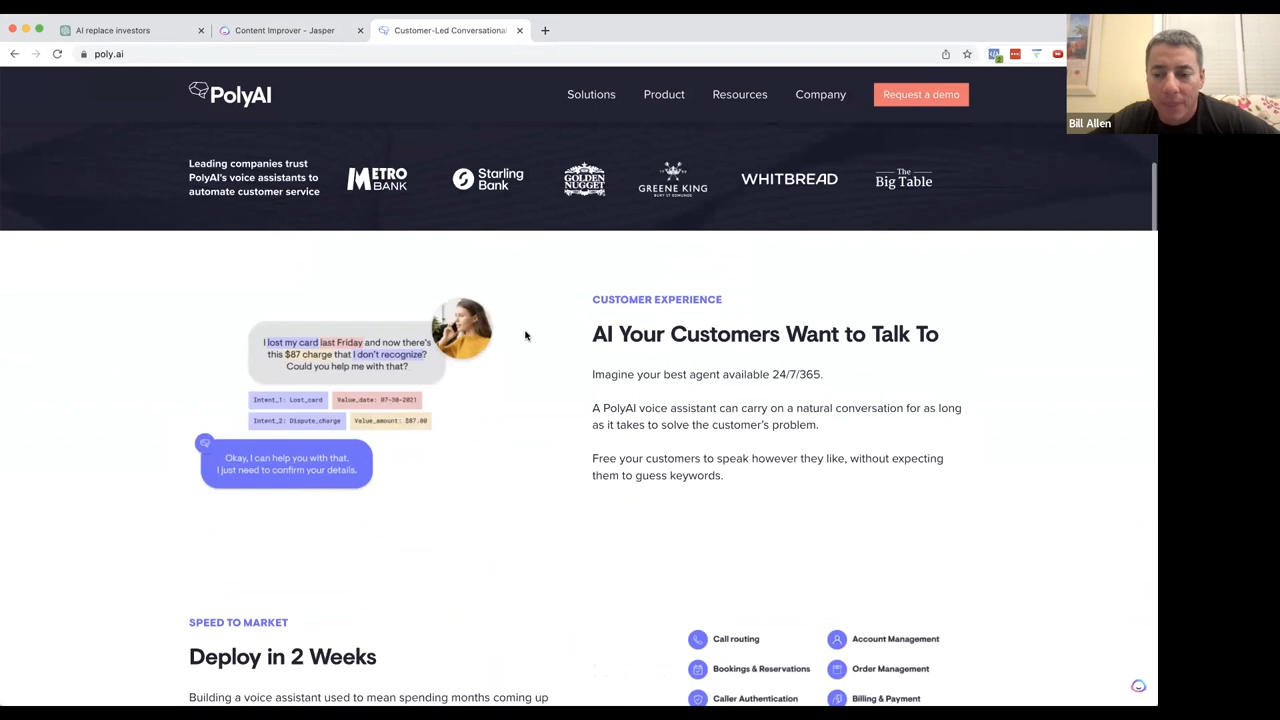 AI replace investors
Content Improver - Jasper
Customer-Led Conversational
poly.ai
2
Bill Allen
PolyAI
Solutions
Product
Resources
Company
Request a demo
Leading companies trust
PolyAI's voice assistants to
automate customer service
METRO
BANK
Starling
Bank
GOLDEN
NUGGET
GREENE KING
BURY ST EDMUNDS
WHITBREAD
The
Big Table
I lost my card last Friday and now there's
this $87 charge that I don't recognize?
Could you help me with that?
Intent_1: Lost_card
Value_date: 07-30-2021
Intent_2: Dispute_charge
Value_amount: $87.00
Okay, I can help you with that.
I just need to confirm your details.
CUSTOMER EXPERIENCE
AI Your Customers Want to Talk To
Imagine your best agent available 24/7/365.
A PolyAI voice assistant can carry on a natural conversation for as long
as it takes to solve the customer's problem.
Free your customers to speak however they like, without expecting
them to guess keywords.
SPEED TO MARKET
Deploy in 2 Weeks
Building a voice assistant used to mean spending months coming up
Call routing
Account Management
Bookings & Reservations
Order Management
Caller Authentication
Billing & Payment